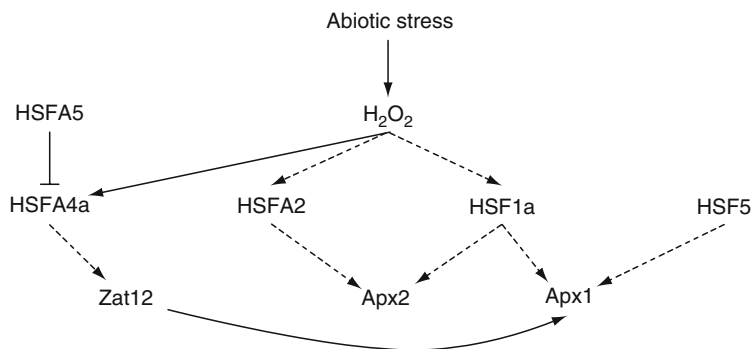 Abiotic stress
HSFA5
H₂O₂
HSFA4a
HSFA2
HSF1a
HSF5
Zat12
Apx2
Apx1